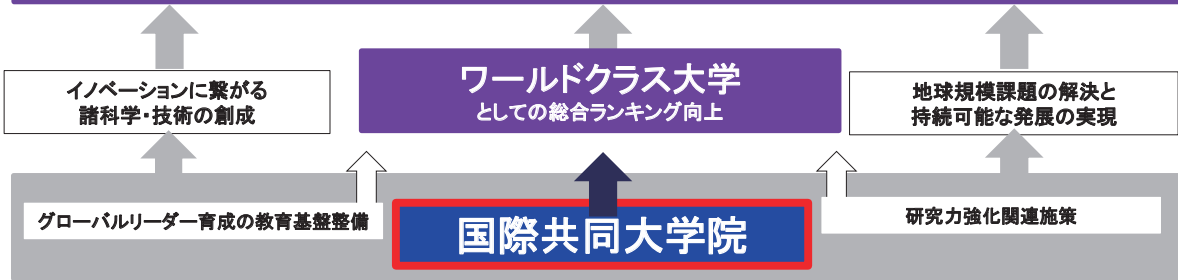 イノベーションに繋がる
諸科学・技術の創成
ワールドクラス大学
としての総合ランキング向上
地球規模課題の解決と
持続可能な発展の実現
グローバルリーダー育成の教育基盤整備
国際共同大学院
研究力強化関連施策